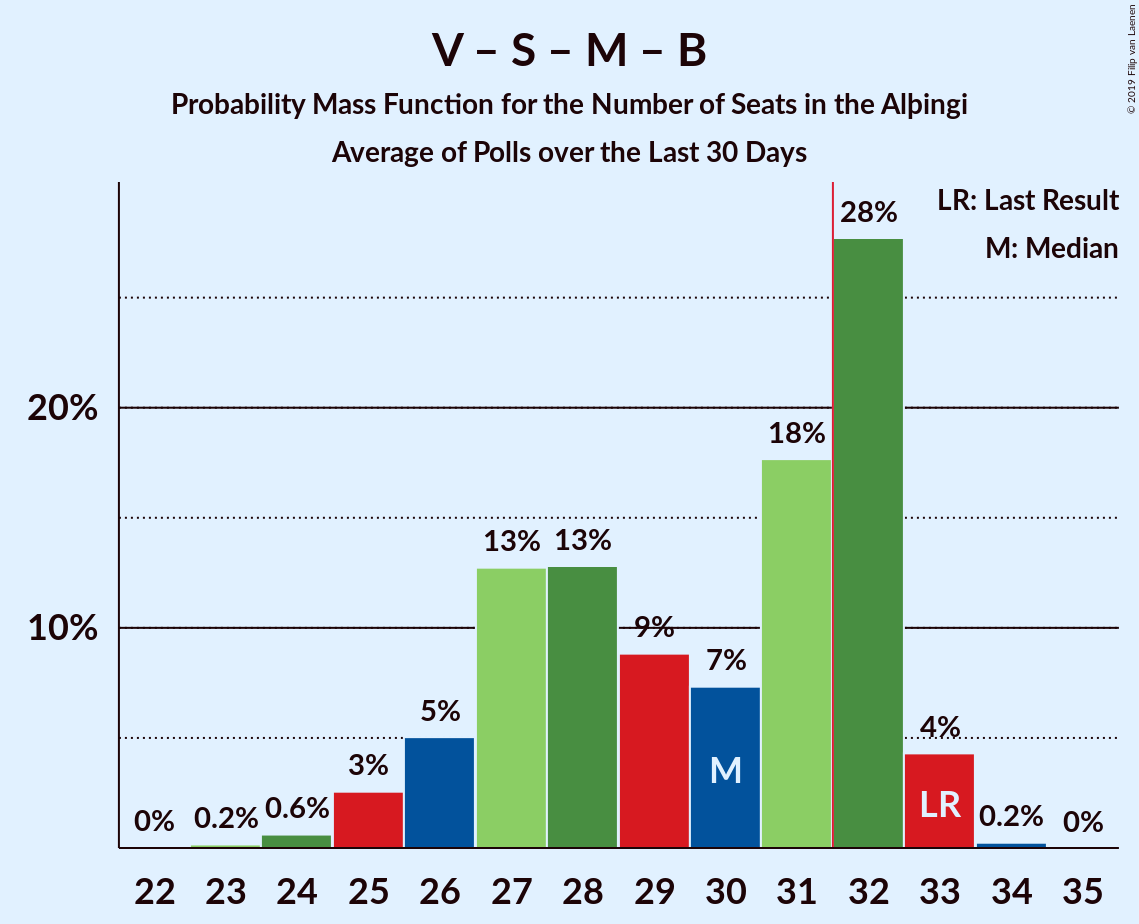 V – S – M – B
Probability Mass Function for the Number of Seats in the Alþingi
Average of Polls over the Last 30 Days
© 2019 Filip van Laenen
LR: Last Result
M: Median
20%
10%
0%
0.2%
0.6%
3%
5%
13%
13%
9%
7%
18%
28%
4%
0.2%
0%
M
LR
22 23 24 25 26 27 28 29 30 31 32 33 34 35